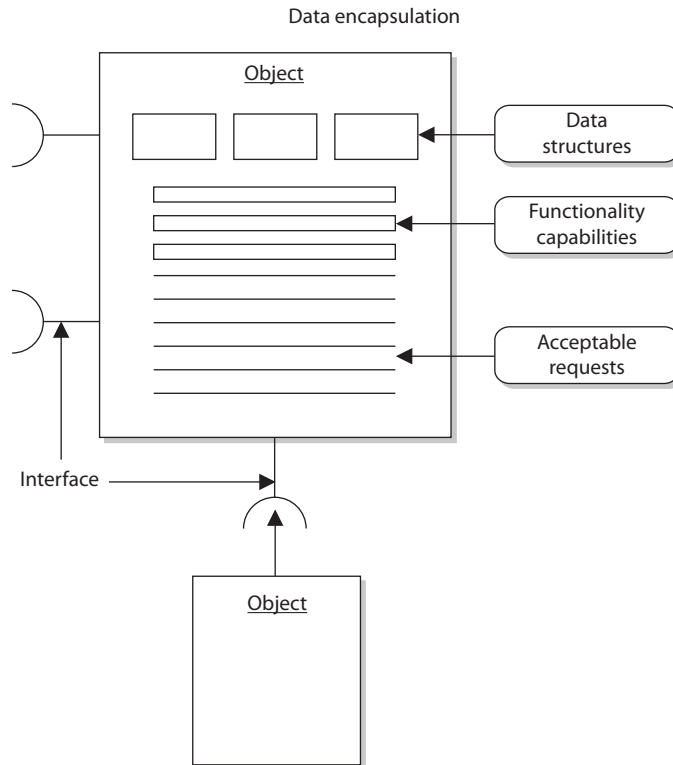 Data encapsulation
Object
Data
structures
Functionality
capabilities
Acceptable
requests
Interface
Object